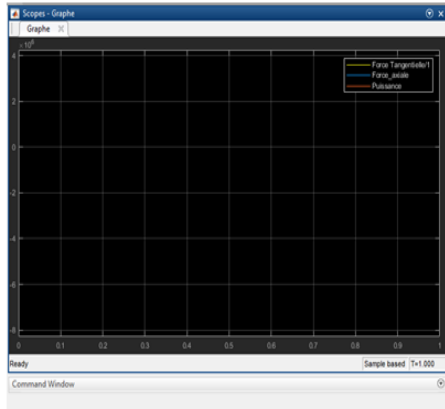 Scopes - Graphe
Graphe
Force Tangentielle/1
Force_axiale
Puissance
4
2
0
-2
-4
-6
-8
0 0.1 0.2 0.3 0.4 0.5 0.6 0.7 0.8 0.9 1
Ready Sample based T=1.000
Command Window